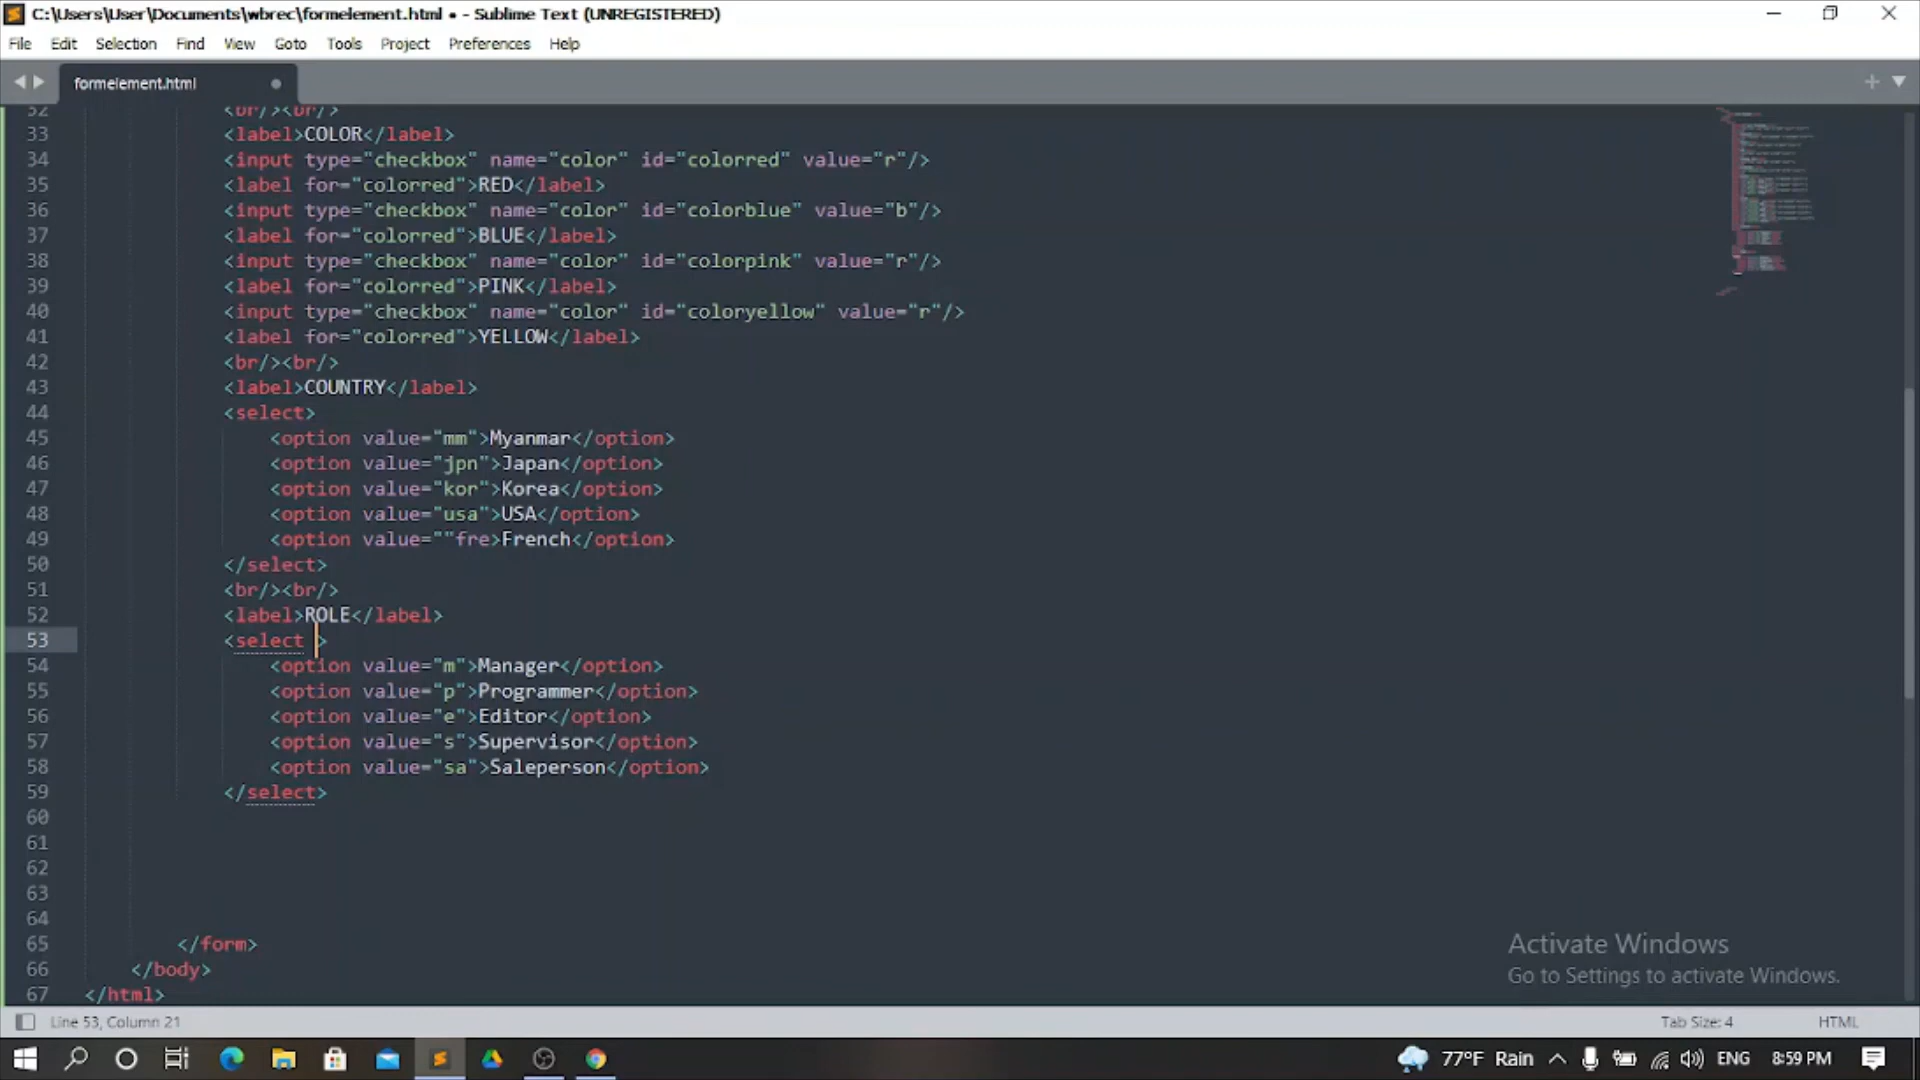 C:\Users\User\Documents\wbrec\formelement.html • - Sublime Text (UNREGISTERED)
File Edit Selection Find View Goto Tools Project Preferences Help
formelement.html
32 <br/><br/>
33 <label>COLOR</label>
34 <input type="checkbox" name="color" id="colorred" value="r"/>
35 <label for="colorred">RED</label>
36 <input type="checkbox" name="color" id="colorblue" value="b"/>
37 <label for="colorred">BLUE</label>
38 <input type="checkbox" name="color" id="colorpink" value="r"/>
39 <label for="colorred">PINK</label>
40 <input type="checkbox" name="color" id="coloryellow" value="r"/>
41 <label for="colorred">YELLOW</label>
42 <br/><br/>
43 <label>COUNTRY</label>
44 <select>
45 <option value="mm">Myanmar</option>
46 <option value="jpn">Japan</option>
47 <option value="kor">Korea</option>
48 <option value="usa">USA</option>
49 <option value=""fre>French</option>
50 </select>
51 <br/><br/>
52 <label>ROLE</label>
53 <select >
54 <option value="m">Manager</option>
55 <option value="p">Programmer</option>
56 <option value="e">Editor</option>
57 <option value="s">Supervisor</option>
58 <option value="sa">Saleperson</option>
59 </select>
60
61
62
63
64
65 </form>
66 </body>
67 </html>
Activate Windows
Go to Settings to activate Windows.
Line 53, Column 21 Tab Size: 4 HTML
77°F Rain ENG 8:59 PM